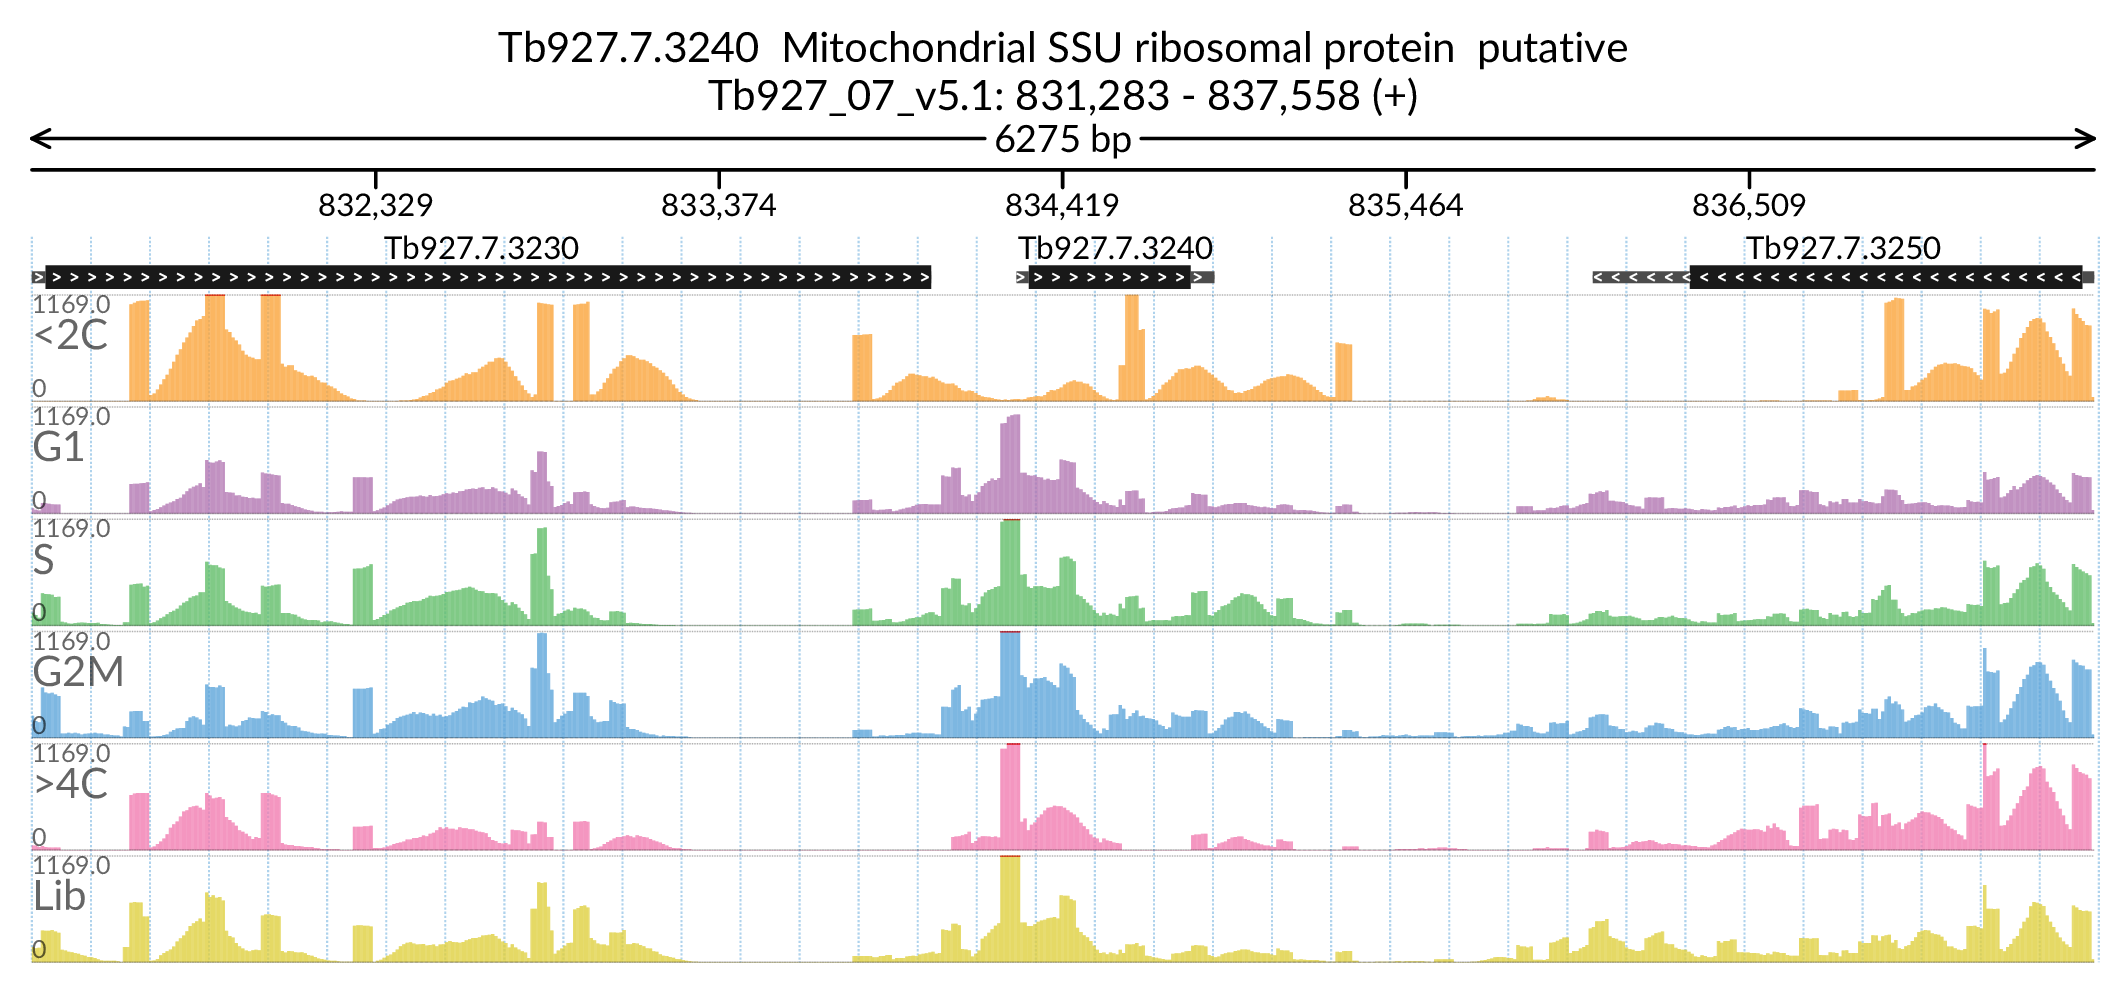 Tb927.7.3240  Mitochondrial SSU ribosomal protein  putative
Tb927_07_v5.1: 831,283 - 837,558 (+)
6275 bp
832,329 833,374 834,419 835,464 836,509
Tb927.7.3230 Tb927.7.3240 Tb927.7.3250
1169.0
<2C
0
1169.0
G1
0
1169.0
S
0
1169.0
G2M
0
1169.0
>4C
0
1169.0
Lib
0